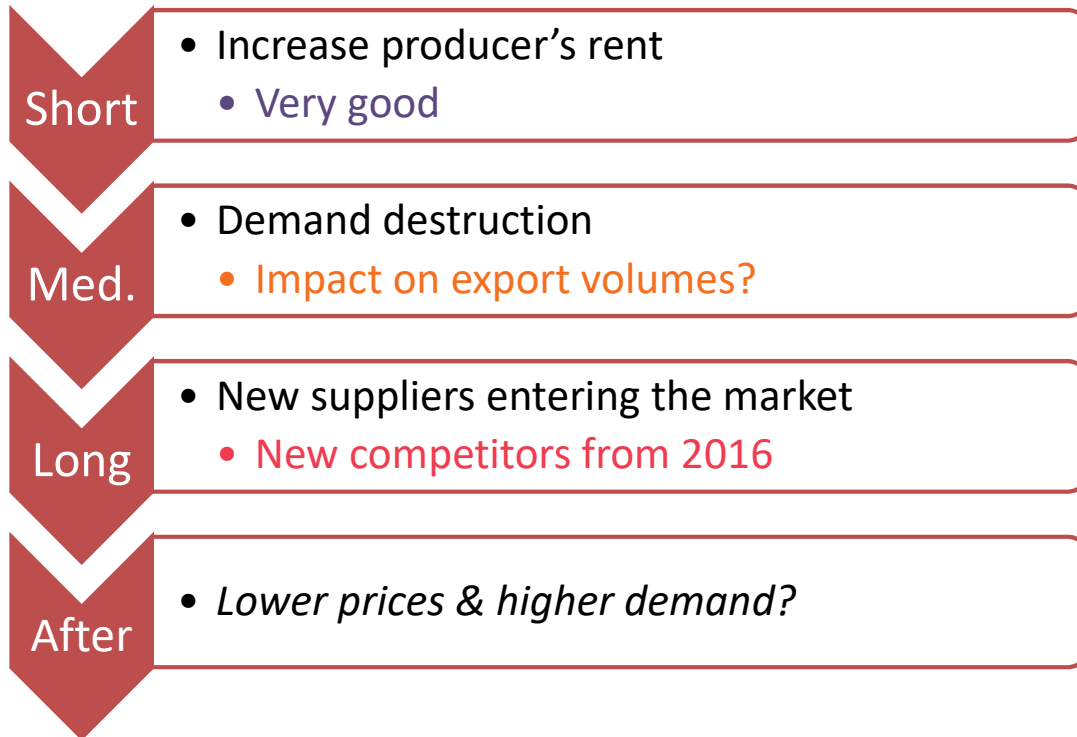 Short
• Increase producer’s rent
• Very good
Med.
• Demand destruction
• Impact on export volumes?
Long
• New suppliers entering the market
• New competitors from 2016
After
• Lower prices & higher demand?